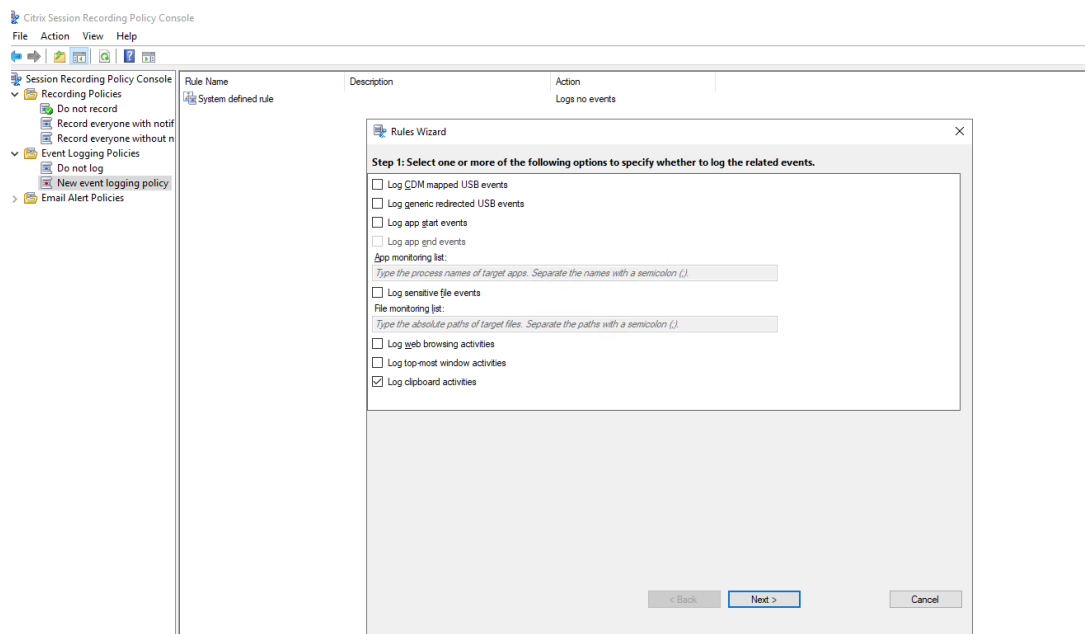 Citrix Session Recording Policy Console
File Action View Help
Session Recording Policy Console
Recording Policies
Do not record
Record everyone with notif
Record everyone without n
Event Logging Policies
Do not log
New event logging policy
Email Alert Policies
Rule Name Description Action
System defined rule Logs no events
Rules Wizard
Step 1: Select one or more of the following options to specify whether to log the related events.
Log CDM mapped USB events
Log generic redirected USB events
Log app start events
Log app end events
App monitoring list:
Type the process names of target apps. Separate the names with a semicolon (;).
Log sensitive file events
File monitoring list:
Type the absolute paths of target files. Separate the paths with a semicolon (;).
Log web browsing activities
Log top-most window activities
Log clipboard activities
< Back Next > Cancel